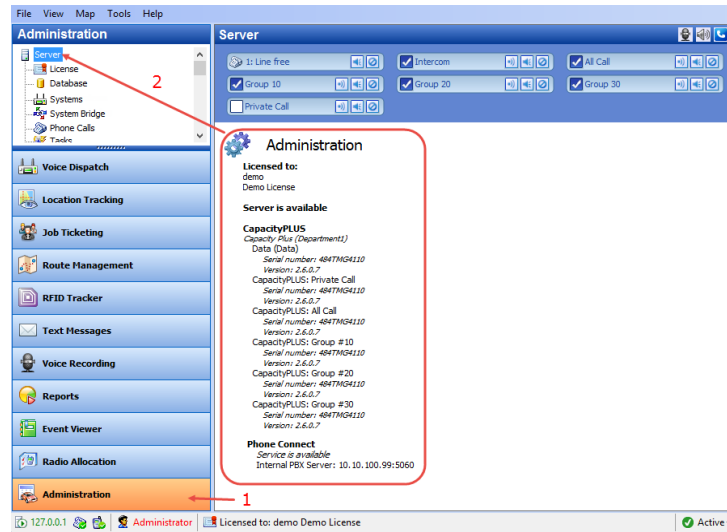 File View Map Tools Help
Administration
Server
License
Database
Systems
System Bridge
Phone Calls
Tasks
2
Voice Dispatch
Location Tracking
Job Ticketing
Route Management
RFID Tracker
Text Messages
Voice Recording
Reports
Event Viewer
Radio Allocation
Administration
1
Server
1: Line free
Intercom
All Call
Group 10
Group 20
Group 30
Private Call
Administration
Licensed to:
demo
Demo License
Server is available
CapacityPLUS
Capacity Plus (Department1)
Data (Data)
Serial number: 484TMG4110
Version: 2.6.0.7
CapacityPLUS: Private Call
Serial number: 484TMG4110
Version: 2.6.0.7
CapacityPLUS: All Call
Serial number: 484TMG4110
Version: 2.6.0.7
CapacityPLUS: Group #10
Serial number: 484TMG4110
Version: 2.6.0.7
CapacityPLUS: Group #20
Serial number: 484TMG4110
Version: 2.6.0.7
CapacityPLUS: Group #30
Serial number: 484TMG4110
Version: 2.6.0.7
Phone Connect
Service is available
Internal PBX Server: 10.10.100.99:5060
127.0.0.1 Administrator Licensed to: demo Demo License Active